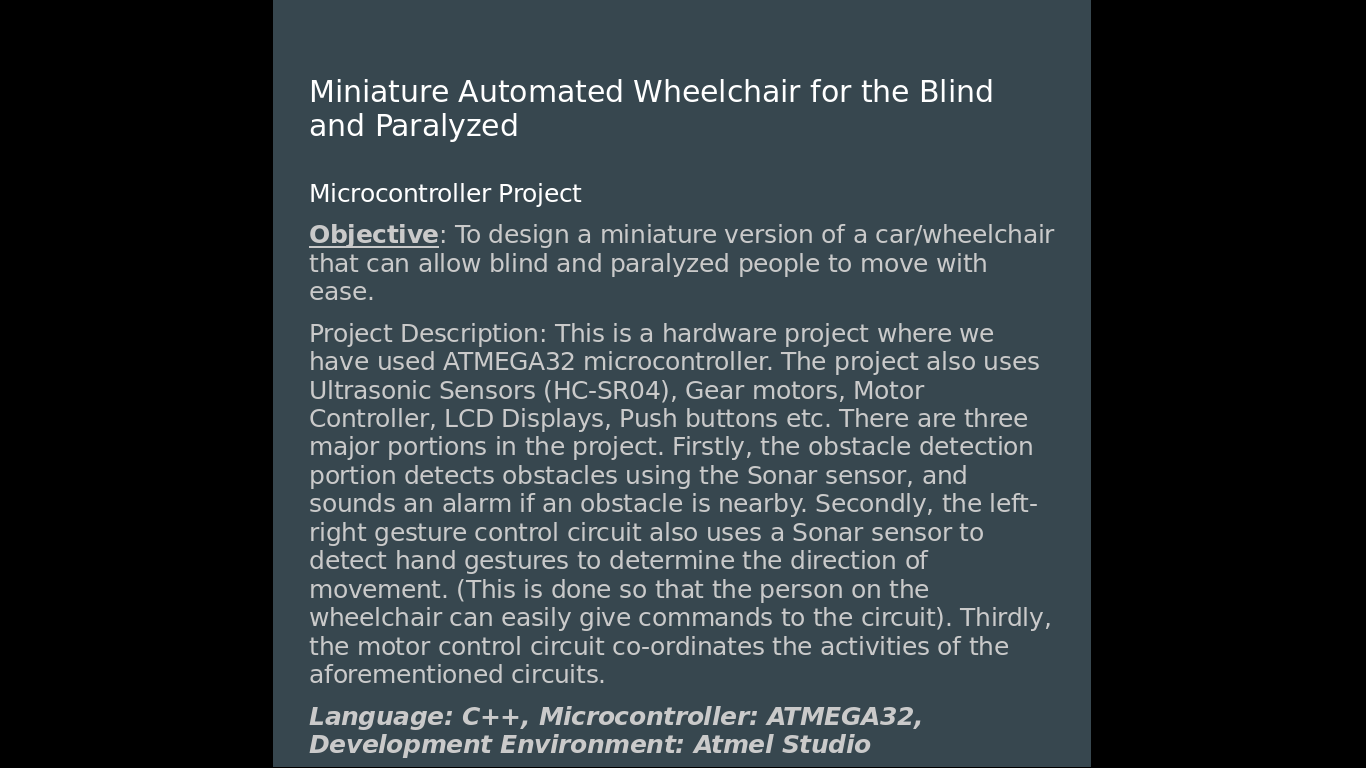 Miniature Automated Wheelchair for the Blind
and Paralyzed
Microcontroller Project
Objective: To design a miniature version of a car/wheelchair
that can allow blind and paralyzed people to move with
ease.
Project Description: This is a hardware project where we
have used ATMEGA32 microcontroller. The project also uses
Ultrasonic Sensors (HC-SR04), Gear motors, Motor
Controller, LCD Displays, Push buttons etc. There are three
major portions in the project. Firstly, the obstacle detection
portion detects obstacles using the Sonar sensor, and
sounds an alarm if an obstacle is nearby. Secondly, the left-
right gesture control circuit also uses a Sonar sensor to
detect hand gestures to determine the direction of
movement. (This is done so that the person on the
wheelchair can easily give commands to the circuit). Thirdly,
the motor control circuit co-ordinates the activities of the
aforementioned circuits.
Language: C++, Microcontroller: ATMEGA32,
Development Environment: Atmel Studio